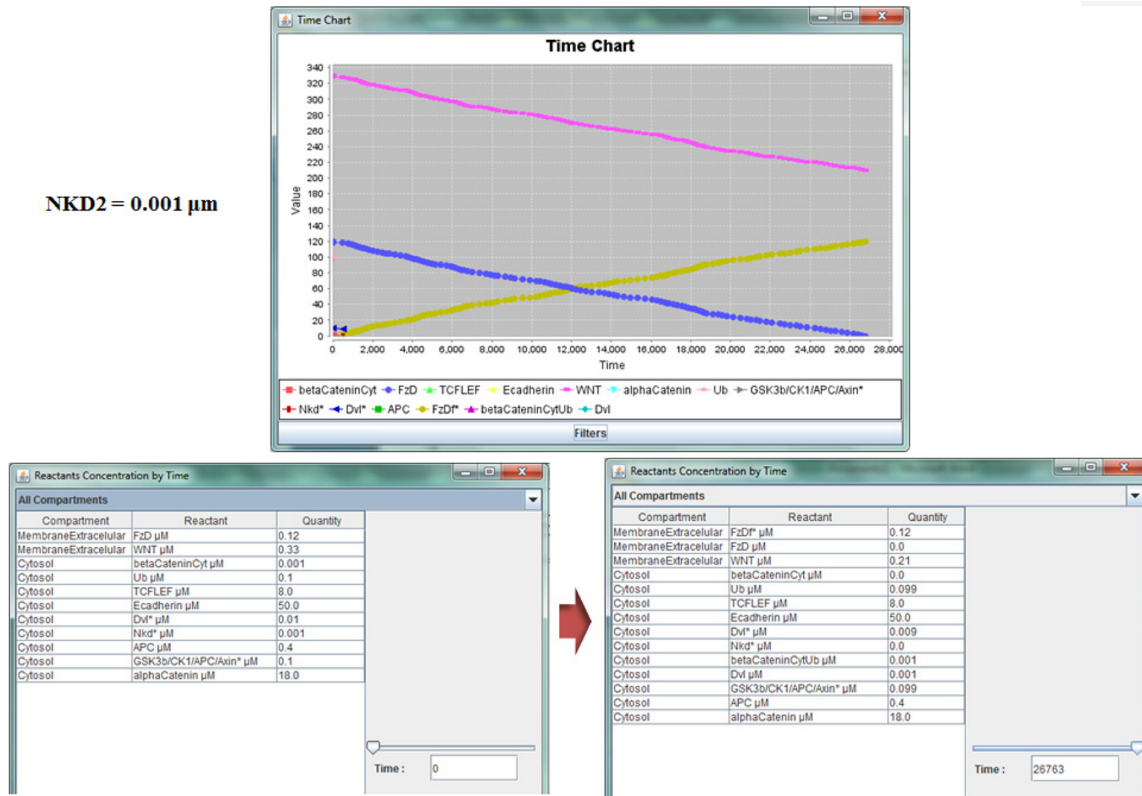 Time Chart
Time Chart
NKD2 = 0.001 μm
Value
340
320
300
280
260
240
220
200
180
160
140
120
100
80
60
40
20
0
0 2,000 4,000 6,000 8,000 10,000 12,000 14,000 16,000 18,000 20,000 22,000 24,000 26,000 28,000
Time
betaCateninCyt FzD TCFLEF Ecadherin WNT alphaCatenin Ub GSK3b/CK1/APC/Axin*
Nkd* Dvl* APC FzDf* betaCateninCytUb Dvl
Filters
Reactants Concentration by Time
All Compartments
Compartment Reactant Quantity
MembraneExtracelular FzD μM 0.12
MembraneExtracelular WNT μM 0.33
Cytosol betaCateninCyt μM 0.001
Cytosol Ub μM 0.1
Cytosol TCFLEF μM 8.0
Cytosol Ecadherin μM 50.0
Cytosol Dvl* μM 0.01
Cytosol Nkd* μM 0.001
Cytosol APC μM 0.4
Cytosol GSK3b/CK1/APC/Axin* μM 0.1
Cytosol alphaCatenin μM 18.0
Time : 0
Reactants Concentration by Time
All Compartments
Compartment Reactant Quantity
MembraneExtracelular FzDf* μM 0.12
MembraneExtracelular FzD μM 0.0
MembraneExtracelular WNT μM 0.21
Cytosol betaCateninCyt μM 0.0
Cytosol Ub μM 0.099
Cytosol TCFLEF μM 8.0
Cytosol Ecadherin μM 50.0
Cytosol Dvl* μM 0.009
Cytosol Nkd* μM 0.0
Cytosol betaCateninCytUb μM 0.001
Cytosol Dvl μM 0.001
Cytosol GSK3b/CK1/APC/Axin* μM 0.099
Cytosol APC μM 0.4
Cytosol alphaCatenin μM 18.0
Time : 26763